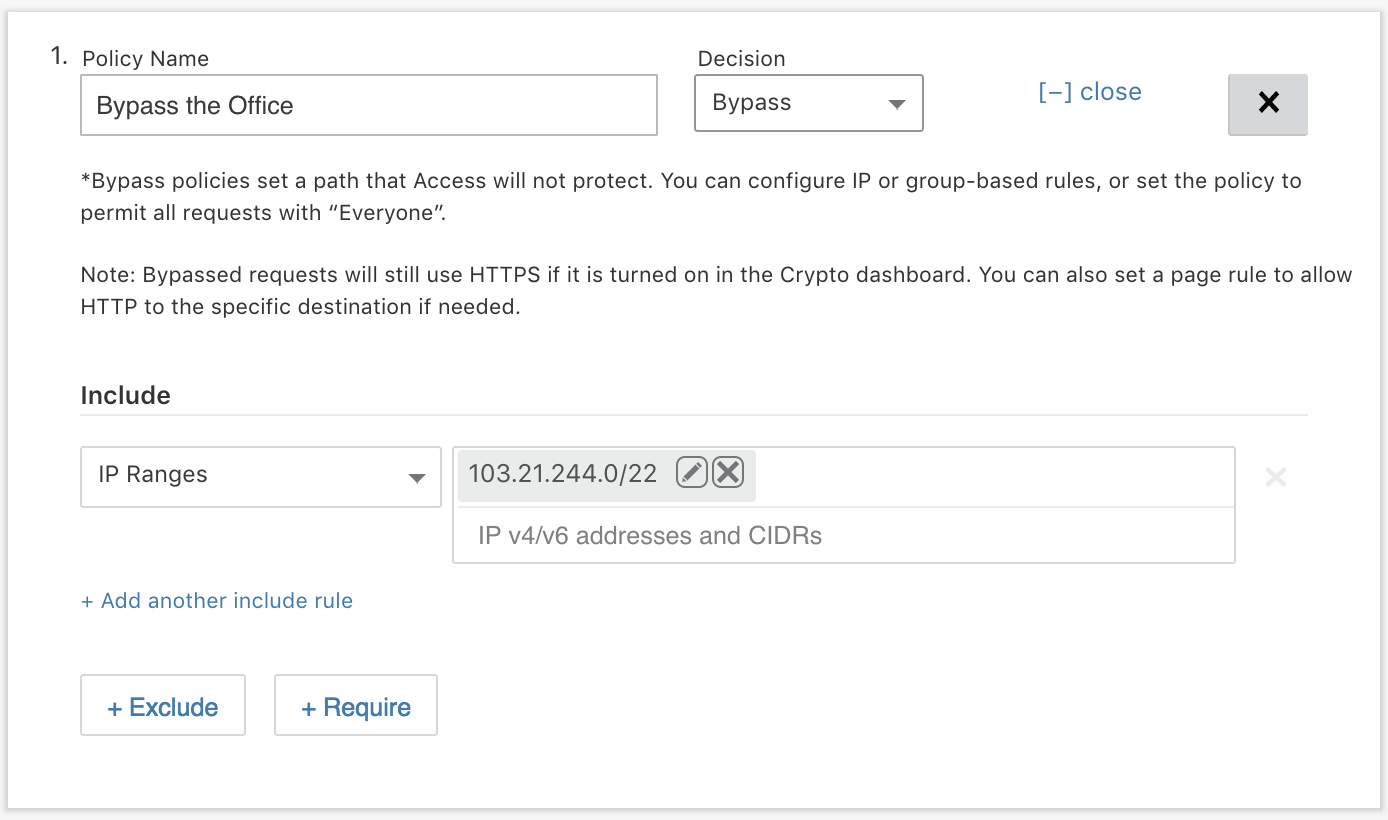 1.
Policy Name
Decision
Bypass the Office
Bypass
[−] close
*Bypass policies set a path that Access will not protect. You can configure IP or group-based rules, or set the policy to
permit all requests with “Everyone”.
Note: Bypassed requests will still use HTTPS if it is turned on in the Crypto dashboard. You can also set a page rule to allow
HTTP to the specific destination if needed.
Include
IP Ranges
103.21.244.0/22
IP v4/v6 addresses and CIDRs
+ Add another include rule
+ Exclude
+ Require